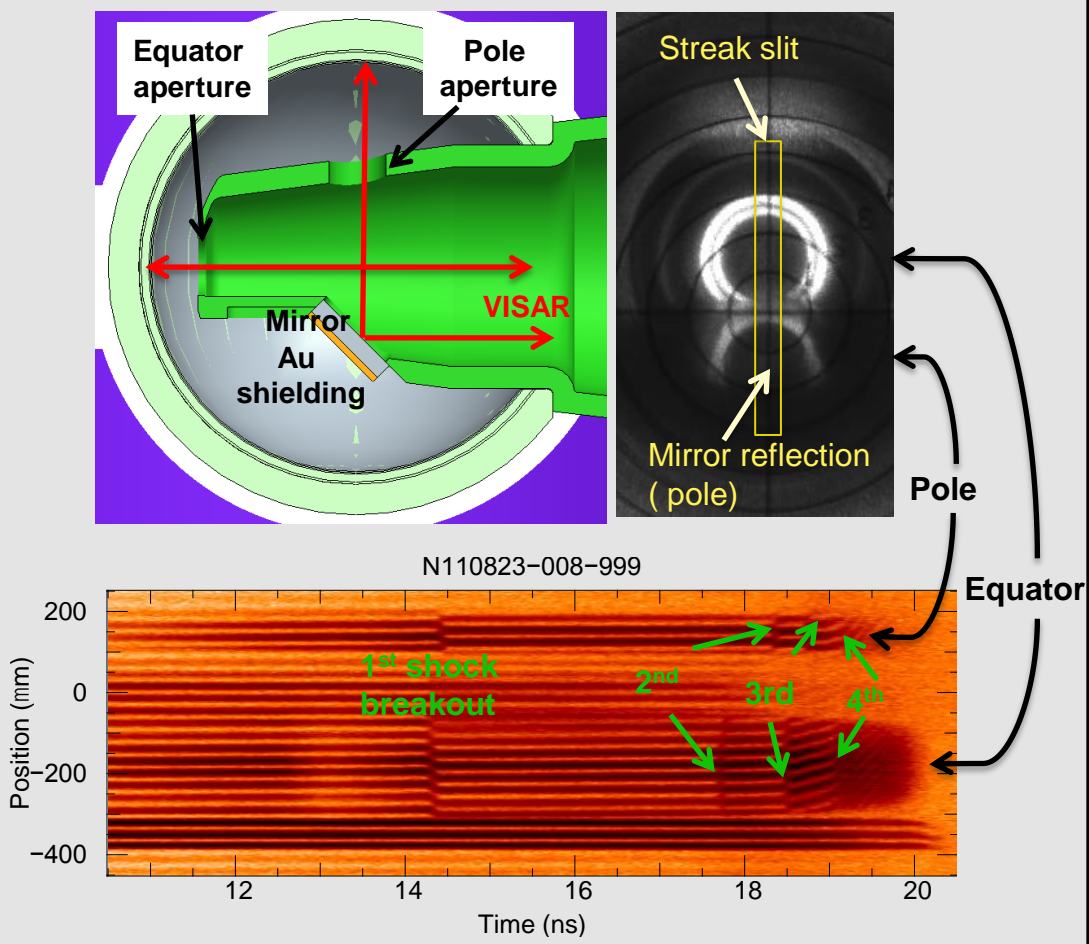 Equator
aperture
Pole
aperture
VISAR
Mirror
Au
shielding
Streak slit
Mirror reflection
( pole)
Pole
Equator
N110823−008−999
1st shock
breakout
2nd
3rd
4th
200
0
−200
−400
Position (mm)
12
14
16
18
20
Time (ns)